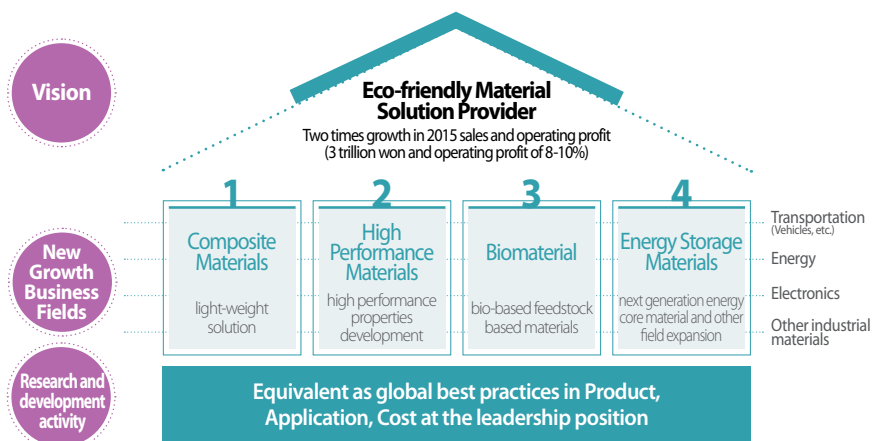 Vision
Eco-friendly Material
Solution Provider
Two times growth in 2015 sales and operating profit
(3 trillion won and operating profit of 8-10%)
New
Growth
Business
Fields
1
Composite
Materials
light-weight
solution
2
High
Performance
Materials
high performance
properties
development
3
Biomaterial
bio-based feedstock
based materials
4
Energy Storage
Materials
next generation energy
core material and other
field expansion
Transportation
(Vehicles, etc.)
Energy
Electronics
Other industrial
materials
Research and
development
activity
Equivalent as global best practices in Product,
Application, Cost at the leadership position